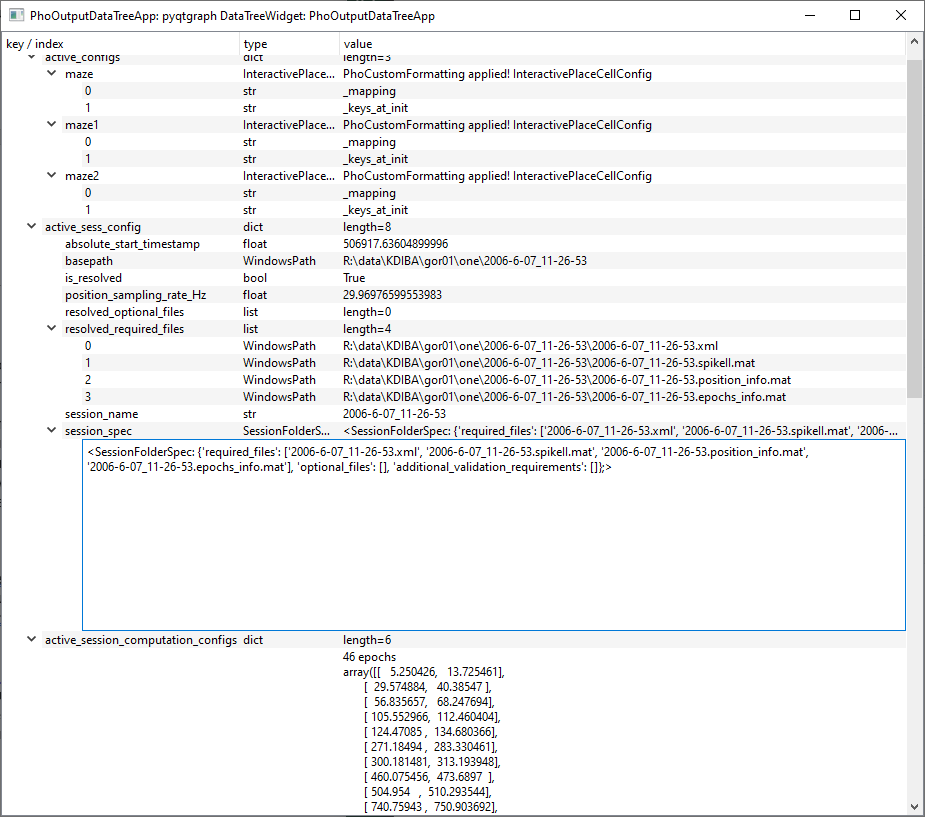 PhoOutputDataTreeApp: pyqtgraph DataTreeWidget: PhoOutputDataTreeApp
key / index type value
active_configs dict length=3
maze InteractivePlace... PhoCustomFormatting applied! InteractivePlaceCellConfig
0 str _mapping
1 str _keys_at_init
maze1 InteractivePlace... PhoCustomFormatting applied! InteractivePlaceCellConfig
0 str _mapping
1 str _keys_at_init
maze2 InteractivePlace... PhoCustomFormatting applied! InteractivePlaceCellConfig
0 str _mapping
1 str _keys_at_init
active_sess_config dict length=8
absolute_start_timestamp float 506917.63604899996
basepath WindowsPath R:\data\KDIBA\gor01\one\2006-6-07_11-26-53
is_resolved bool True
position_sampling_rate_Hz float 29.96976599553983
resolved_optional_files list length=0
resolved_required_files list length=4
0 WindowsPath R:\data\KDIBA\gor01\one\2006-6-07_11-26-53\2006-6-07_11-26-53.xml
1 WindowsPath R:\data\KDIBA\gor01\one\2006-6-07_11-26-53\2006-6-07_11-26-53.spikeII.mat
2 WindowsPath R:\data\KDIBA\gor01\one\2006-6-07_11-26-53\2006-6-07_11-26-53.position_info.mat
3 WindowsPath R:\data\KDIBA\gor01\one\2006-6-07_11-26-53\2006-6-07_11-26-53.epochs_info.mat
session_name str 2006-6-07_11-26-53
session_spec SessionFolderS... <SessionFolderSpec: {'required_files': ['2006-6-07_11-26-53.xml', '2006-6-07_11-26-53.spikeII.mat', '2006-...
<SessionFolderSpec: {'required_files': ['2006-6-07_11-26-53.xml', '2006-6-07_11-26-53.spikeII.mat', '2006-6-07_11-26-53.position_info.mat',
'2006-6-07_11-26-53.epochs_info.mat'], 'optional_files': [], 'additional_validation_requirements': []};>
active_session_computation_configs dict length=6
46 epochs
array([[ 5.250426, 13.725461],
[ 29.574884, 40.38547 ],
[ 56.835657, 68.247694],
[ 105.552966, 112.460404],
[ 124.47085 , 134.680366],
[ 271.18494 , 283.330461],
[ 300.181481, 313.193948],
[ 460.075456, 473.6897 ],
[ 504.954 , 510.293544],
[ 740.75943 , 750.903692],